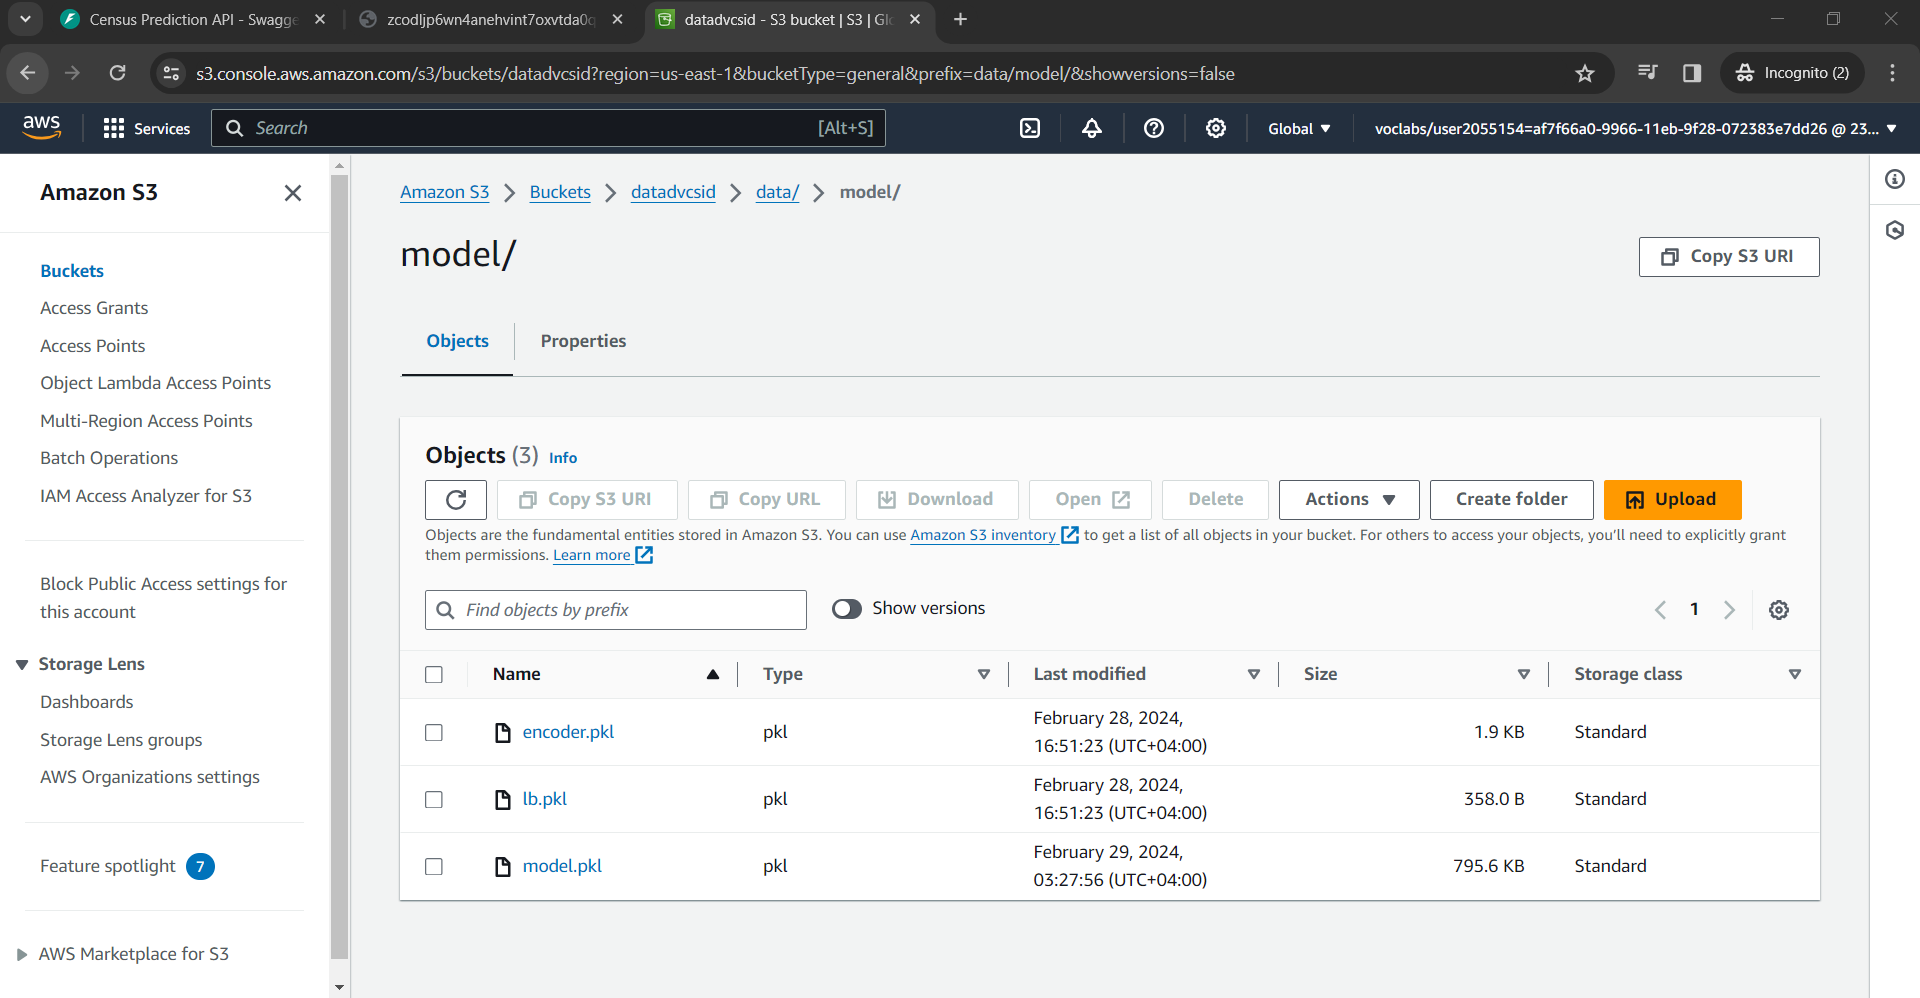 Census Prediction API - Swagge
zcodljp6wn4anehvint7oxvtda0q
datadvcsid - S3 bucket | S3 | Glo
s3.console.aws.amazon.com/s3/buckets/datadvcsid?region=us-east-1&bucketType=general&prefix=data/model/&showversions=false
Incognito (2)
aws
Services
Search
[Alt+S]
Global
voclabs/user2055154=af7f66a0-9966-11eb-9f28-072383e7dd26 @ 23...
Amazon S3
Buckets
Access Grants
Access Points
Object Lambda Access Points
Multi-Region Access Points
Batch Operations
IAM Access Analyzer for S3
Block Public Access settings for
this account
Storage Lens
Dashboards
Storage Lens groups
AWS Organizations settings
Feature spotlight 7
AWS Marketplace for S3
Amazon S3 Buckets datadvcsid data/ model/
model/
Copy S3 URI
Objects
Properties
Objects (3) Info
Copy S3 URI
Copy URL
Download
Open
Delete
Actions
Create folder
Upload
Objects are the fundamental entities stored in Amazon S3. You can use Amazon S3 inventory to get a list of all objects in your bucket. For others to access your objects, you'll need to explicitly grant
them permissions. Learn more
Find objects by prefix
Show versions
1
Name Type Last modified Size Storage class
encoder.pkl pkl February 28, 2024,
16:51:23 (UTC+04:00) 1.9 KB Standard
lb.pkl pkl February 28, 2024,
16:51:23 (UTC+04:00) 358.0 B Standard
model.pkl pkl February 29, 2024,
03:27:56 (UTC+04:00) 795.6 KB Standard